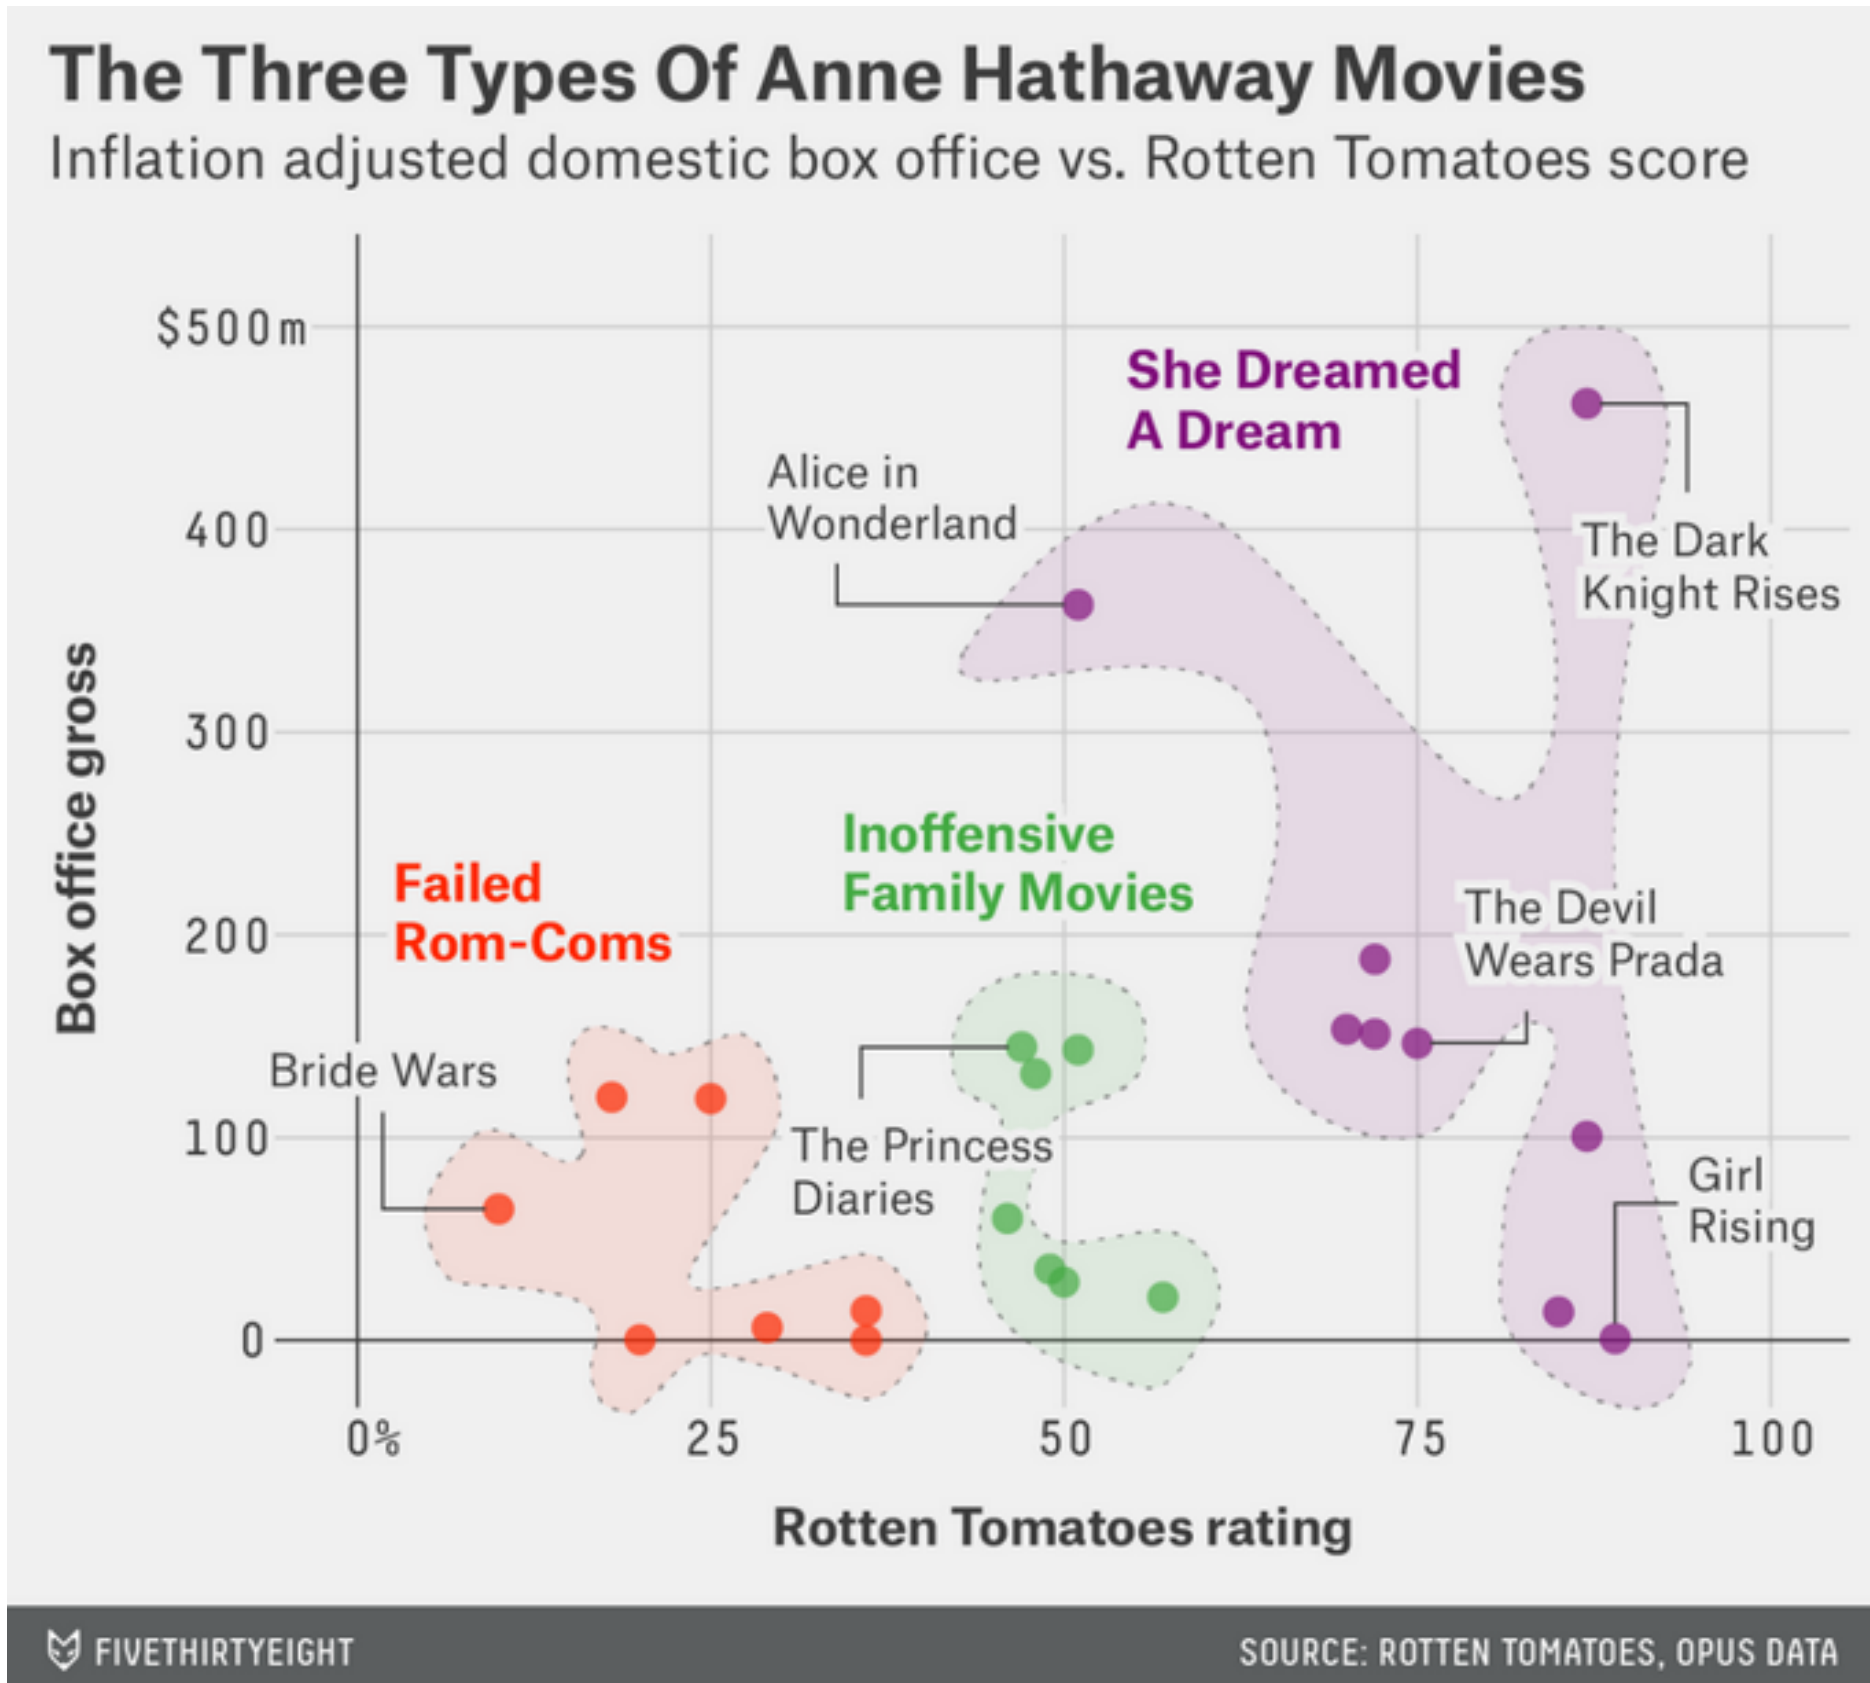 The Three Types Of Anne Hathaway Movies
Inflation adjusted domestic box office vs. Rotten Tomatoes score
$500m
400
300
200
100
0
Box office gross
She Dreamed
A Dream
Alice in
Wonderland
The Dark
Knight Rises
Inoffensive
Family Movies
Failed
Rom-Coms
The Devil
Wears Prada
Bride Wars
The Princess
Diaries
Girl
Rising
0%
25
50
75
100
Rotten Tomatoes rating
FIVETHIRTYEIGHT
SOURCE: ROTTEN TOMATOES, OPUS DATA